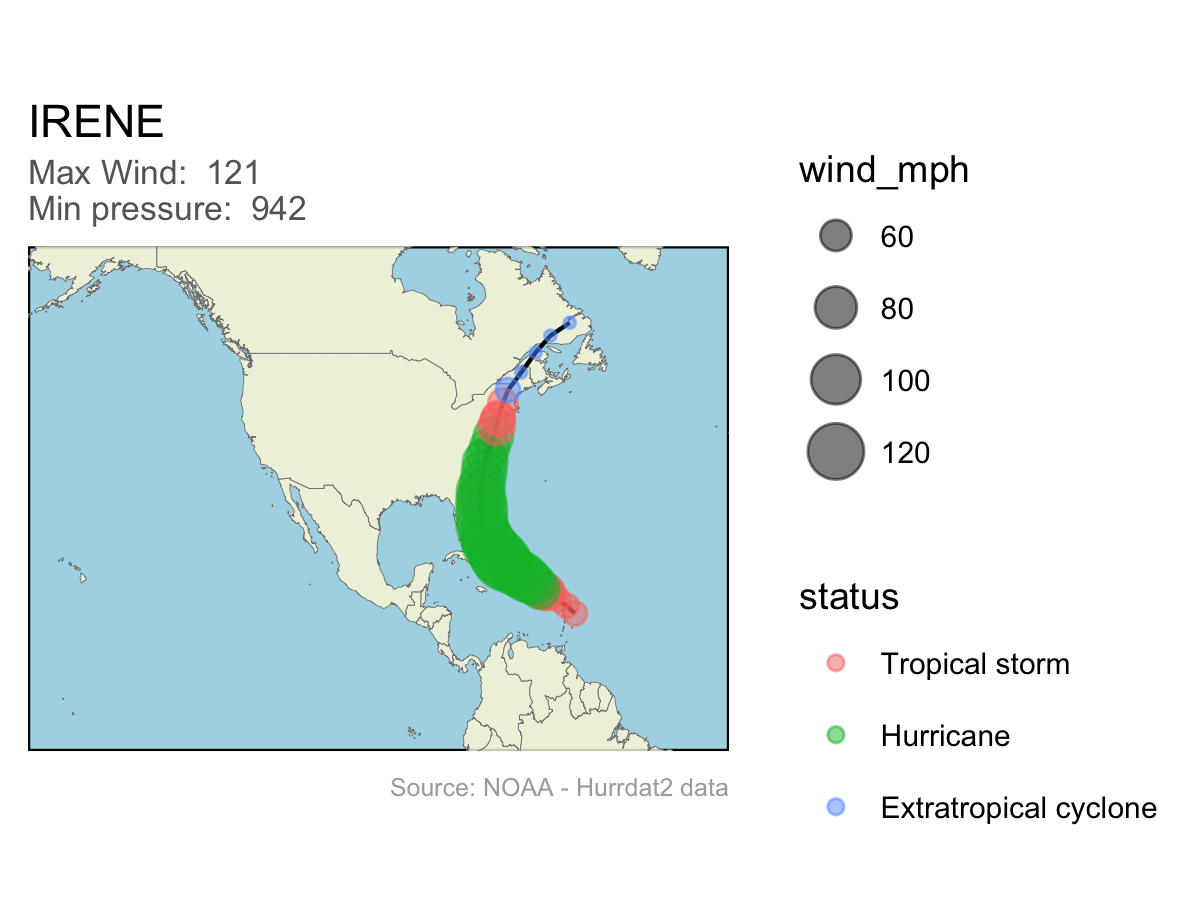 IRENE
Max Wind:  121
Min pressure:  942
wind_mph
60
80
100
120
status
Tropical storm
Hurricane
Extratropical cyclone
Source: NOAA - Hurrdat2 data